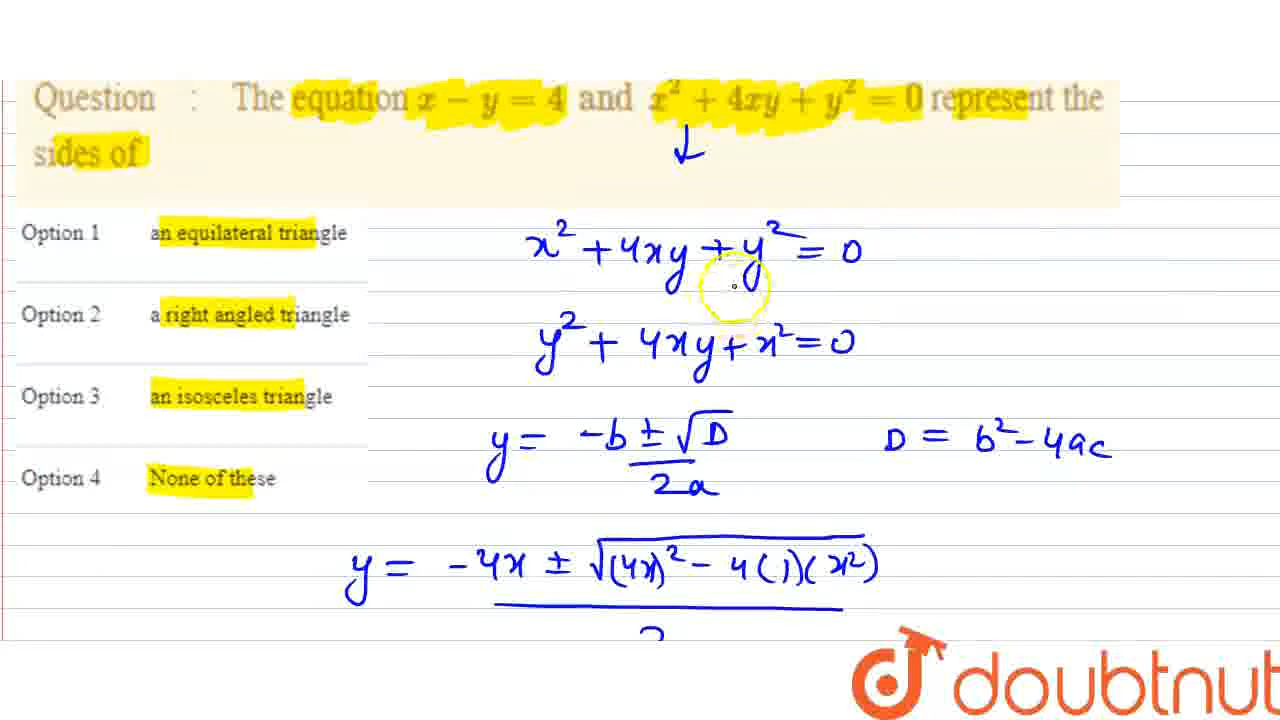 Question : The equation x − y = 4 and x² + 4xy + y² = 0 represent the
sides of
Option 1 an equilateral triangle
Option 2 a right angled triangle
Option 3 an isosceles triangle
Option 4 None of these
x² + 4xy + y² = 0
y² + 4xy + x² = 0
y = -b ± √D / 2a D = b² - 4ac
y = -4x ± √(4x)² - 4(1)(x²) / 2
doubtnut